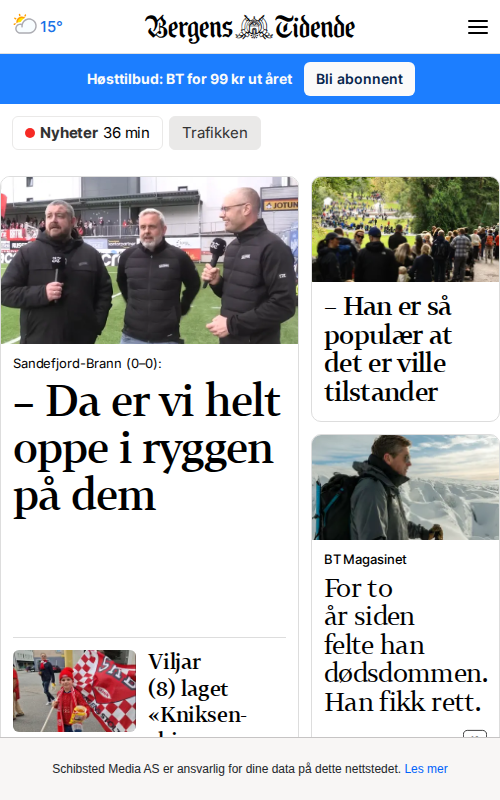 15°
Bergens Tidende
Høsttilbud: BT for 99 kr ut året
Bli abonnent
Nyheter 36 min
Trafikken
JOTUN
Sandefjord-Brann (0–0):
– Da er vi helt
oppe i ryggen
på dem
Viljar
(8) laget
«Kniksen-
– Han er så
populær at
det er ville
tilstander
BT Magasinet
For to
år siden
felte han
dødsdommen.
Han fikk rett.
Schibsted Media AS er ansvarlig for dine data på dette nettstedet. Les mer